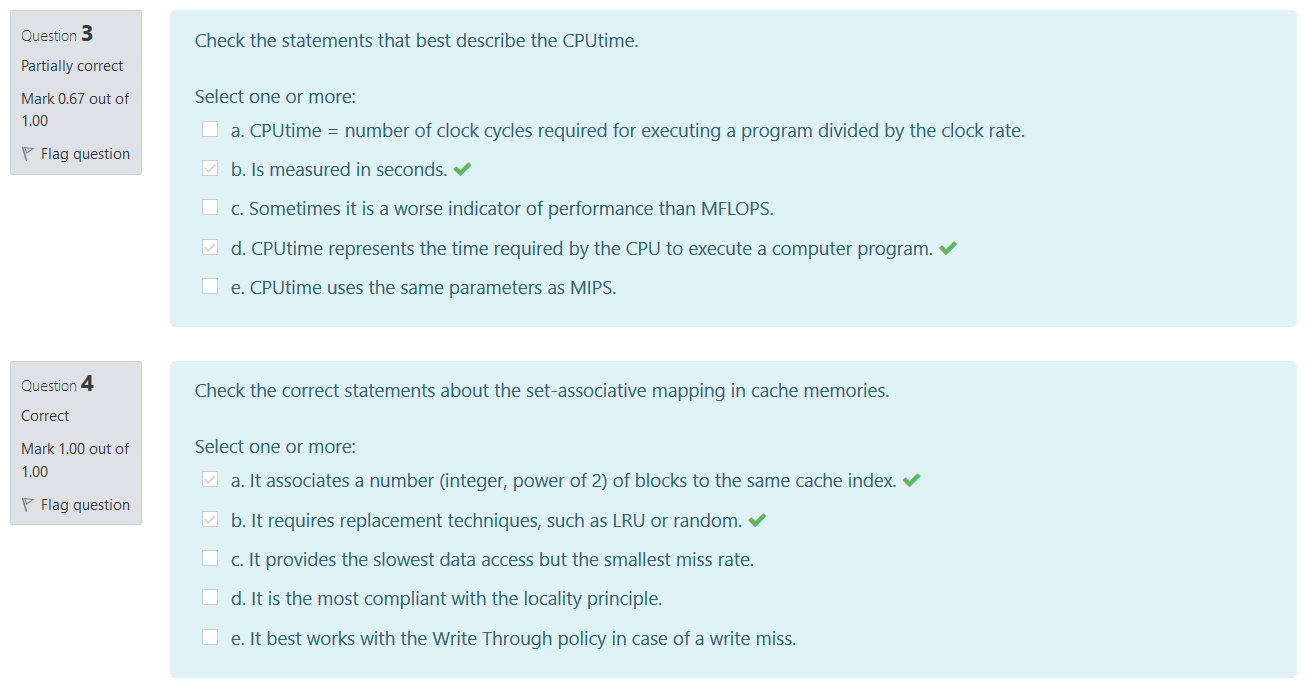 Question 3
Partially correct
Mark 0.67 out of
1.00
Flag question
Check the statements that best describe the CPUtime.
Select one or more:
a. CPUtime = number of clock cycles required for executing a program divided by the clock rate.
b. Is measured in seconds.
c. Sometimes it is a worse indicator of performance than MFLOPS.
d. CPUtime represents the time required by the CPU to execute a computer program.
e. CPUtime uses the same parameters as MIPS.
Question 4
Correct
Mark 1.00 out of
1.00
Flag question
Check the correct statements about the set-associative mapping in cache memories.
Select one or more:
a. It associates a number (integer, power of 2) of blocks to the same cache index.
b. It requires replacement techniques, such as LRU or random.
c. It provides the slowest data access but the smallest miss rate.
d. It is the most compliant with the locality principle.
e. It best works with the Write Through policy in case of a write miss.